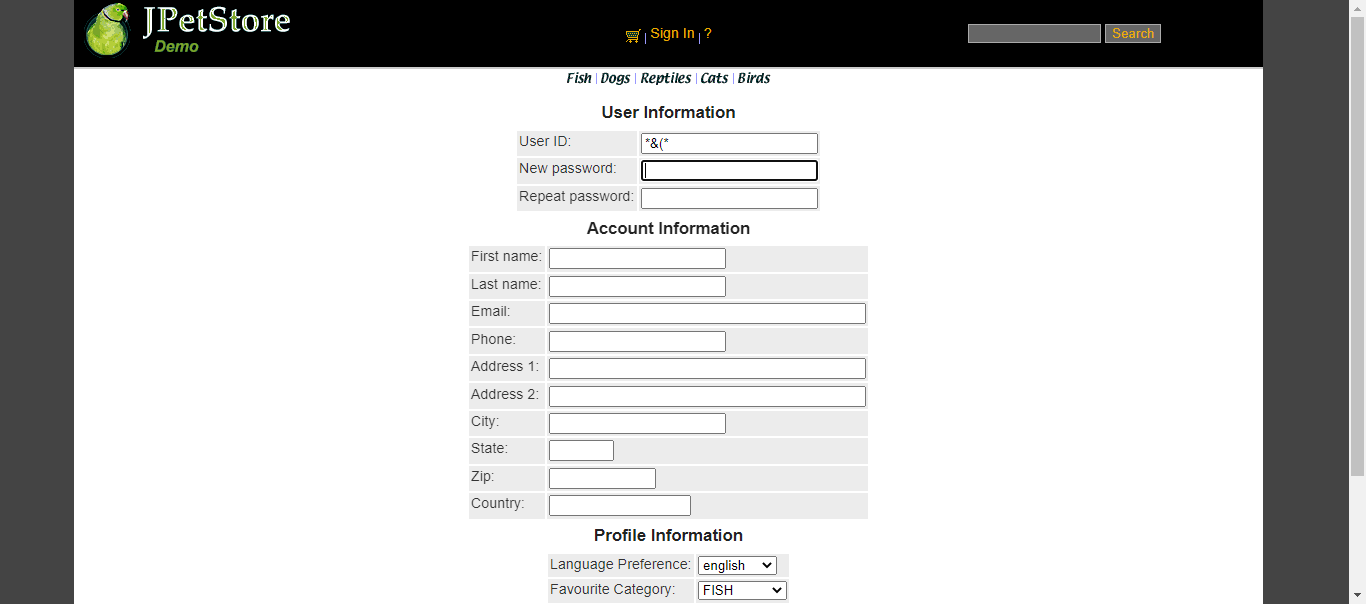 JPetStore
Demo
Sign In | ?
Search
Fish | Dogs | Reptiles | Cats | Birds
User Information
User ID: *&(*
New password:
Repeat password:
Account Information
First name:
Last name:
Email:
Phone:
Address 1:
Address 2:
City:
State:
Zip:
Country:
Profile Information
Language Preference: english
Favourite Category: FISH